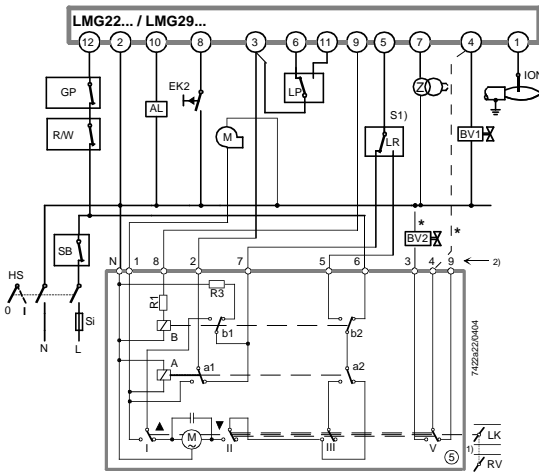 LMG22... / LMG29...
12 2 10 8 3 6 11 9 5 7 4 1
GP
AL
EK2
LP
Z
ION
R/W
M
S1)
LR
BV1
*
*
BV2
SB
HS
0 I
Si
N
L
N 1 8 2 7 5 6 3 4 9 2)
R1
R3
B
b1
b2
A
a1
a2
M
I
II
III
V
LK
1)
RV
5
7422a22/0404